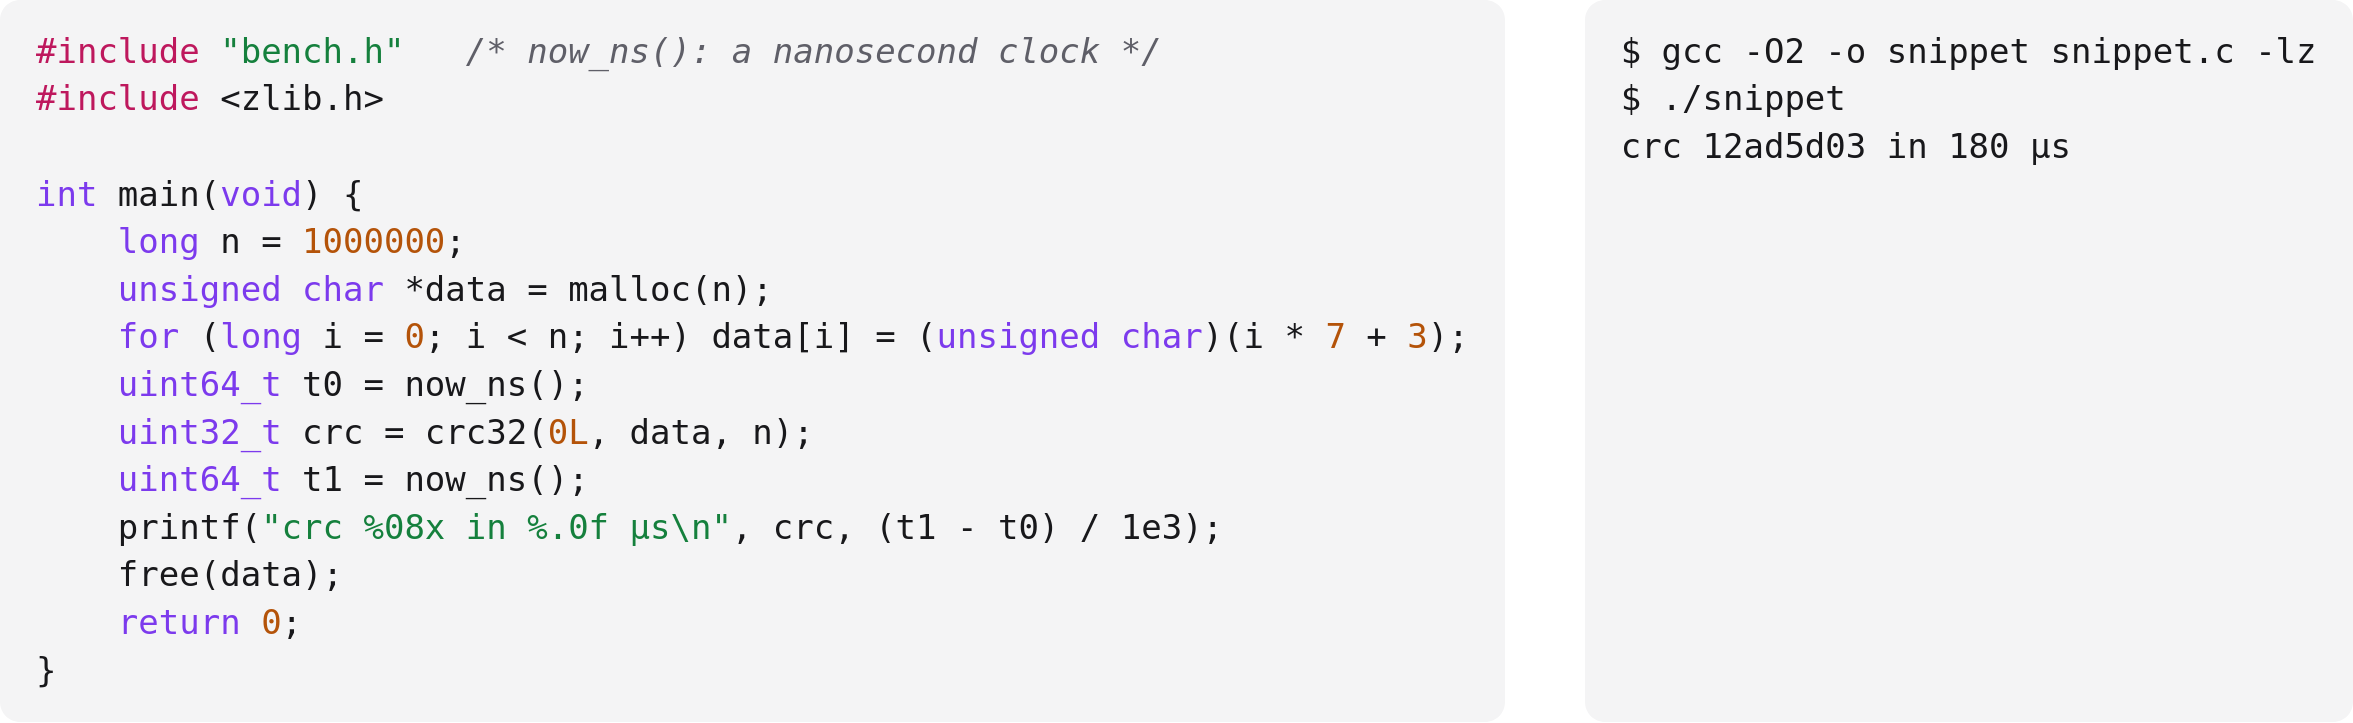 #include "bench.h"   /* now_ns(): a nanosecond clock */
#include <zlib.h>

int main(void) {
    long n = 1000000;
    unsigned char *data = malloc(n);
    for (long i = 0; i < n; i++) data[i] = (unsigned char)(i * 7 + 3);
    uint64_t t0 = now_ns();
    uint32_t crc = crc32(0L, data, n);
    uint64_t t1 = now_ns();
    printf("crc %08x in %.0f µs\n", crc, (t1 - t0) / 1e3);
    free(data);
    return 0;
}
$ gcc -O2 -o snippet snippet.c -lz
$ ./snippet
crc 12ad5d03 in 180 µs